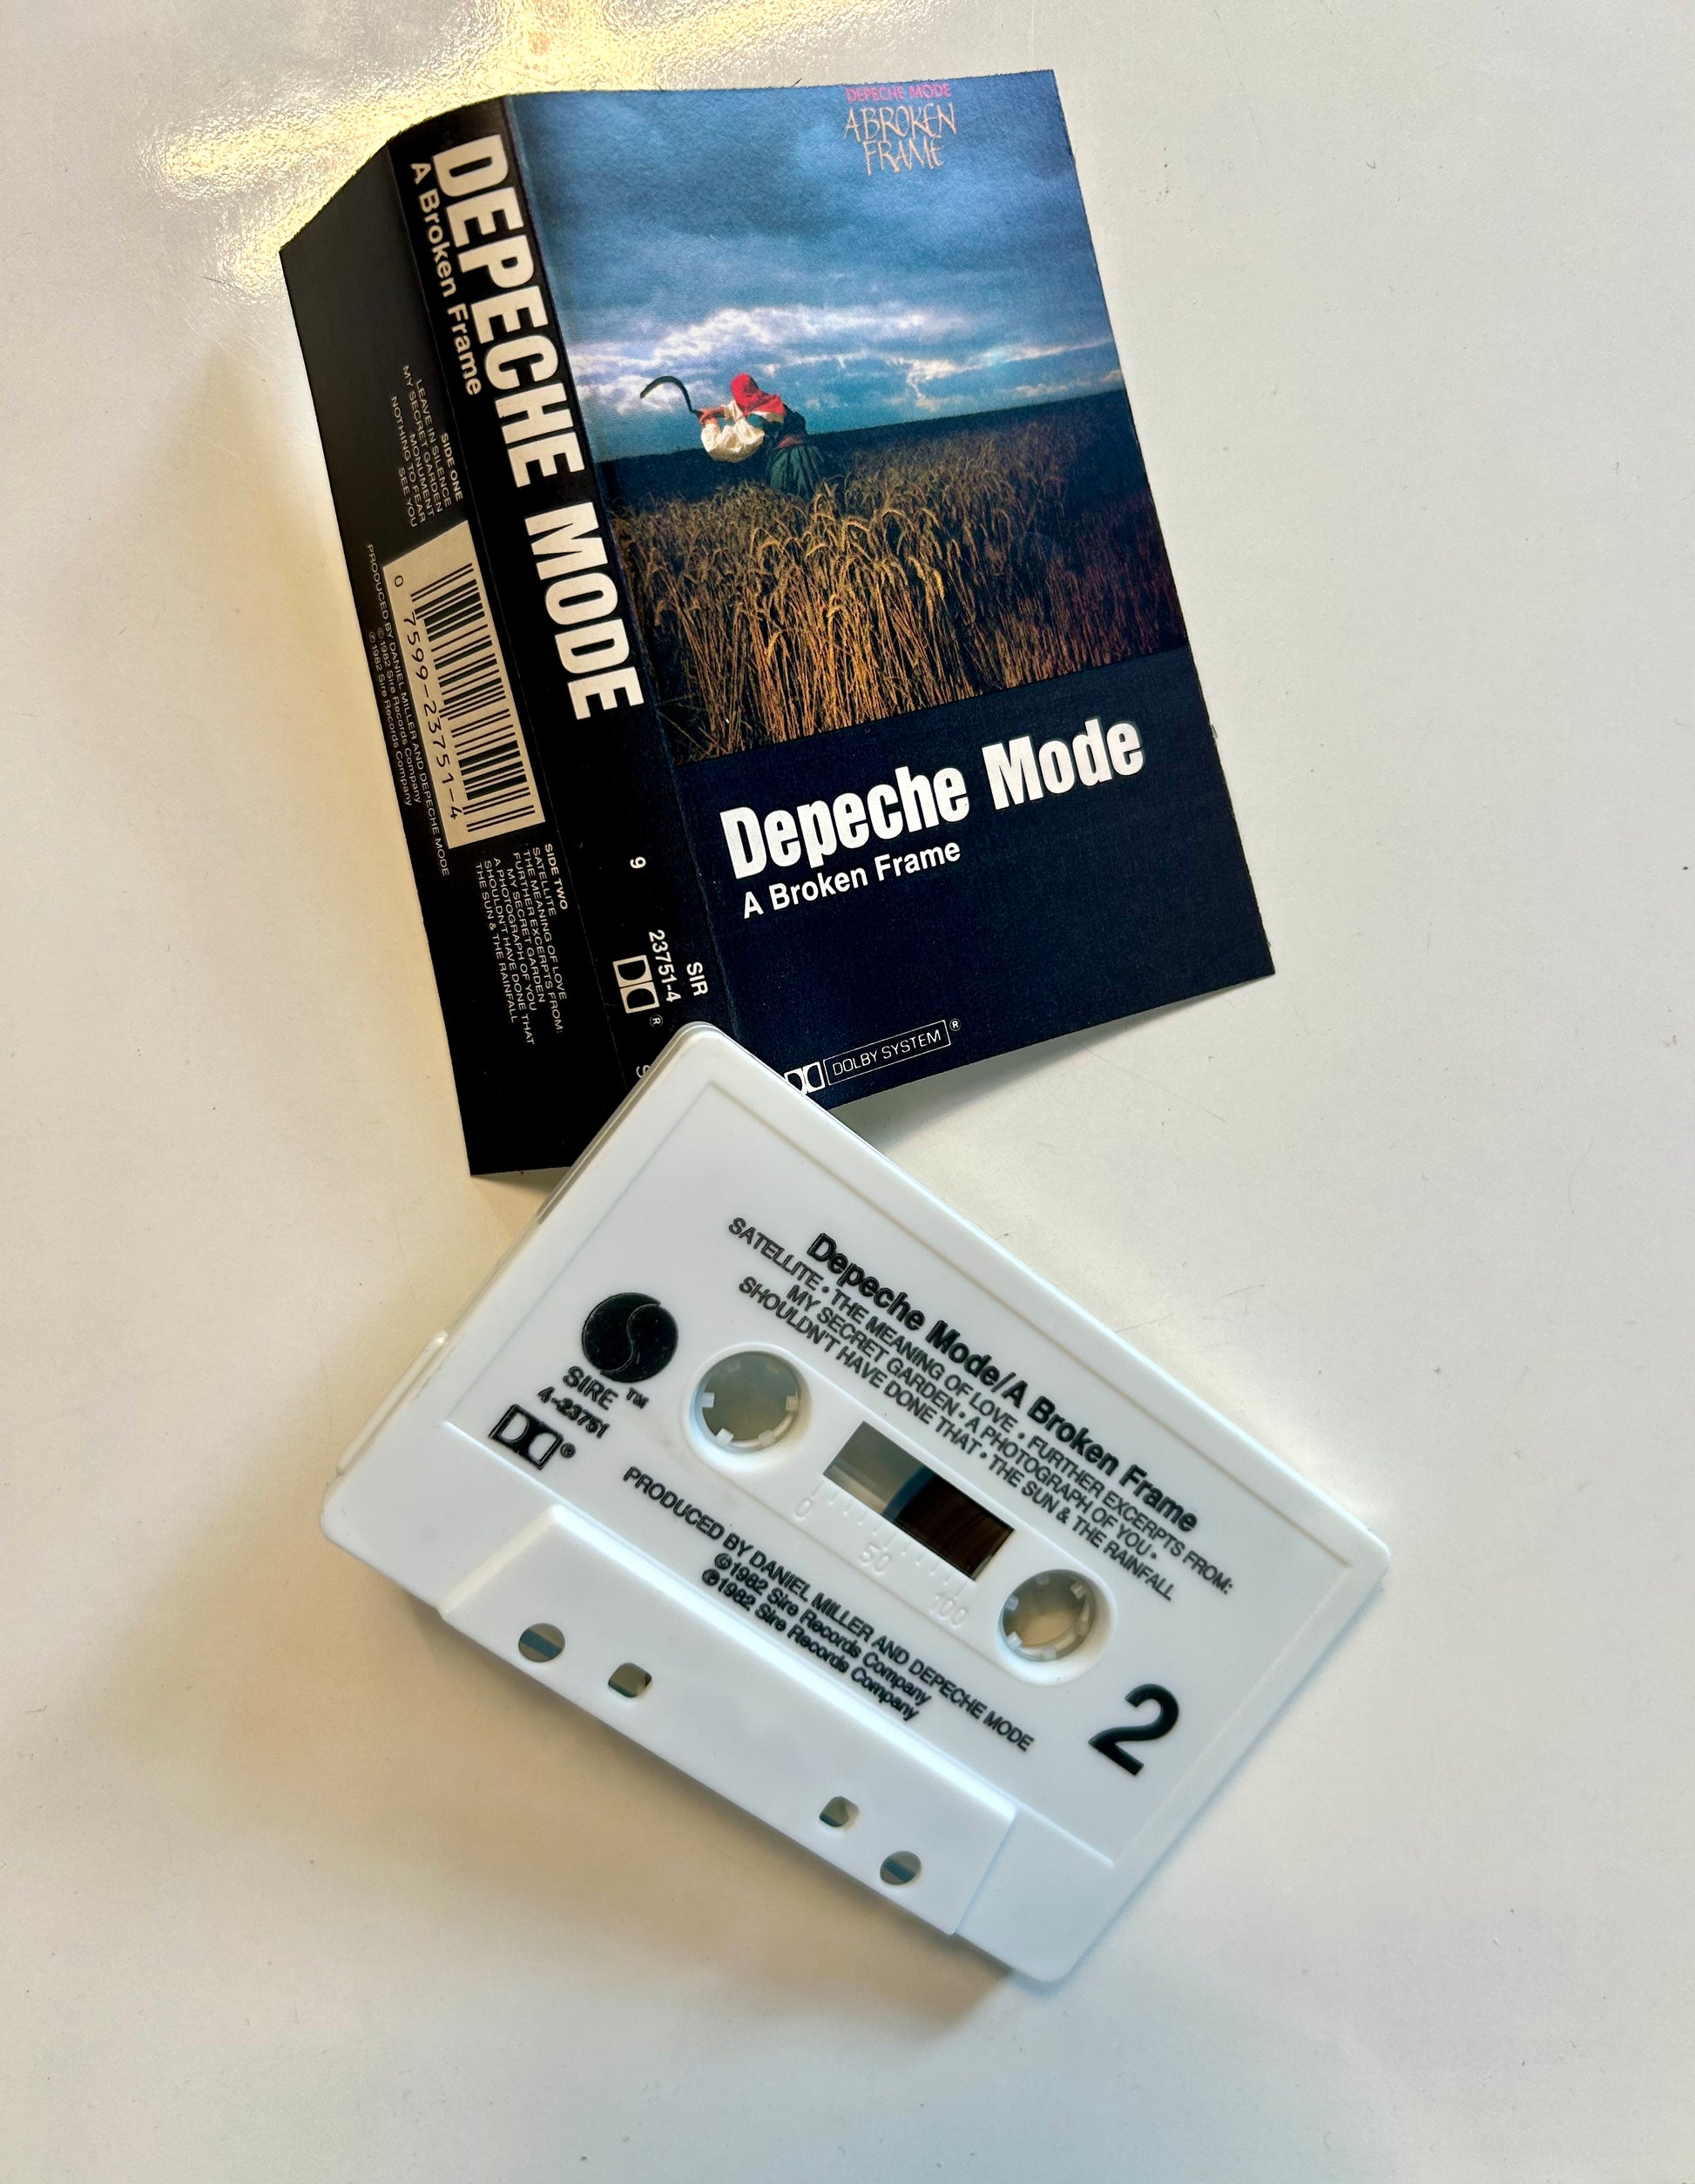 DEPECHE MODE
A BROKEN
FRAME
Depeche Mode
A Broken Frame
DOLBY SYSTEM ®
DEPECHE MODE
A Broken Frame
9
23751-4
SIR
®
S
SIDE ONE
LEAVE IN SILENCE
MY SECRET GARDEN
MONUMENT
NOTHING TO FEAR
SEE YOU
0 7599-23751-4
PRODUCED BY DANIEL MILLER AND DEPECHE MODE
© 1982 Sire Records Company
℗ 1982 Sire Records Company
SIDE TWO
SATELLITE
THE MEANING OF LOVE
FURTHER EXCERPTS FROM:
MY SECRET GARDEN
A PHOTOGRAPH OF YOU
SHOULDN'T HAVE DONE THAT
THE SUN & THE RAINFALL
Depeche Mode/A Broken Frame
SATELLITE • THE MEANING OF LOVE • FURTHER EXCERPTS FROM:
MY SECRET GARDEN • A PHOTOGRAPH OF YOU •
SHOULDN'T HAVE DONE THAT • THE SUN & THE RAINFALL
SIRE ™
4-23751
®
0 50 100
PRODUCED BY DANIEL MILLER AND DEPECHE MODE
©1982 Sire Records Company
℗1982 Sire Records Company
2